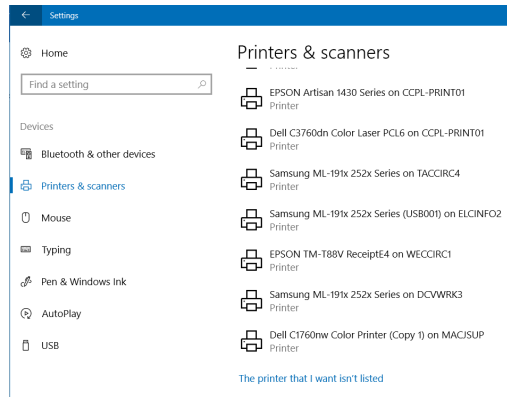 Settings
Home
Find a setting
Devices
Bluetooth & other devices
Printers & scanners
Mouse
Typing
Pen & Windows Ink
AutoPlay
USB
Printers & scanners
EPSON Artisan 1430 Series on CCPL-PRINT01
Printer
Dell C3760dn Color Laser PCL6 on CCPL-PRINT01
Printer
Samsung ML-191x 252x Series on TACCIRC4
Printer
Samsung ML-191x 252x Series (USB001) on ELCINFO2
Printer
EPSON TM-T88V ReceiptE4 on WECCIRC1
Printer
Samsung ML-191x 252x Series on DCVWRK3
Printer
Dell C1760nw Color Printer (Copy 1) on MACJSUP
Printer
The printer that I want isn't listed